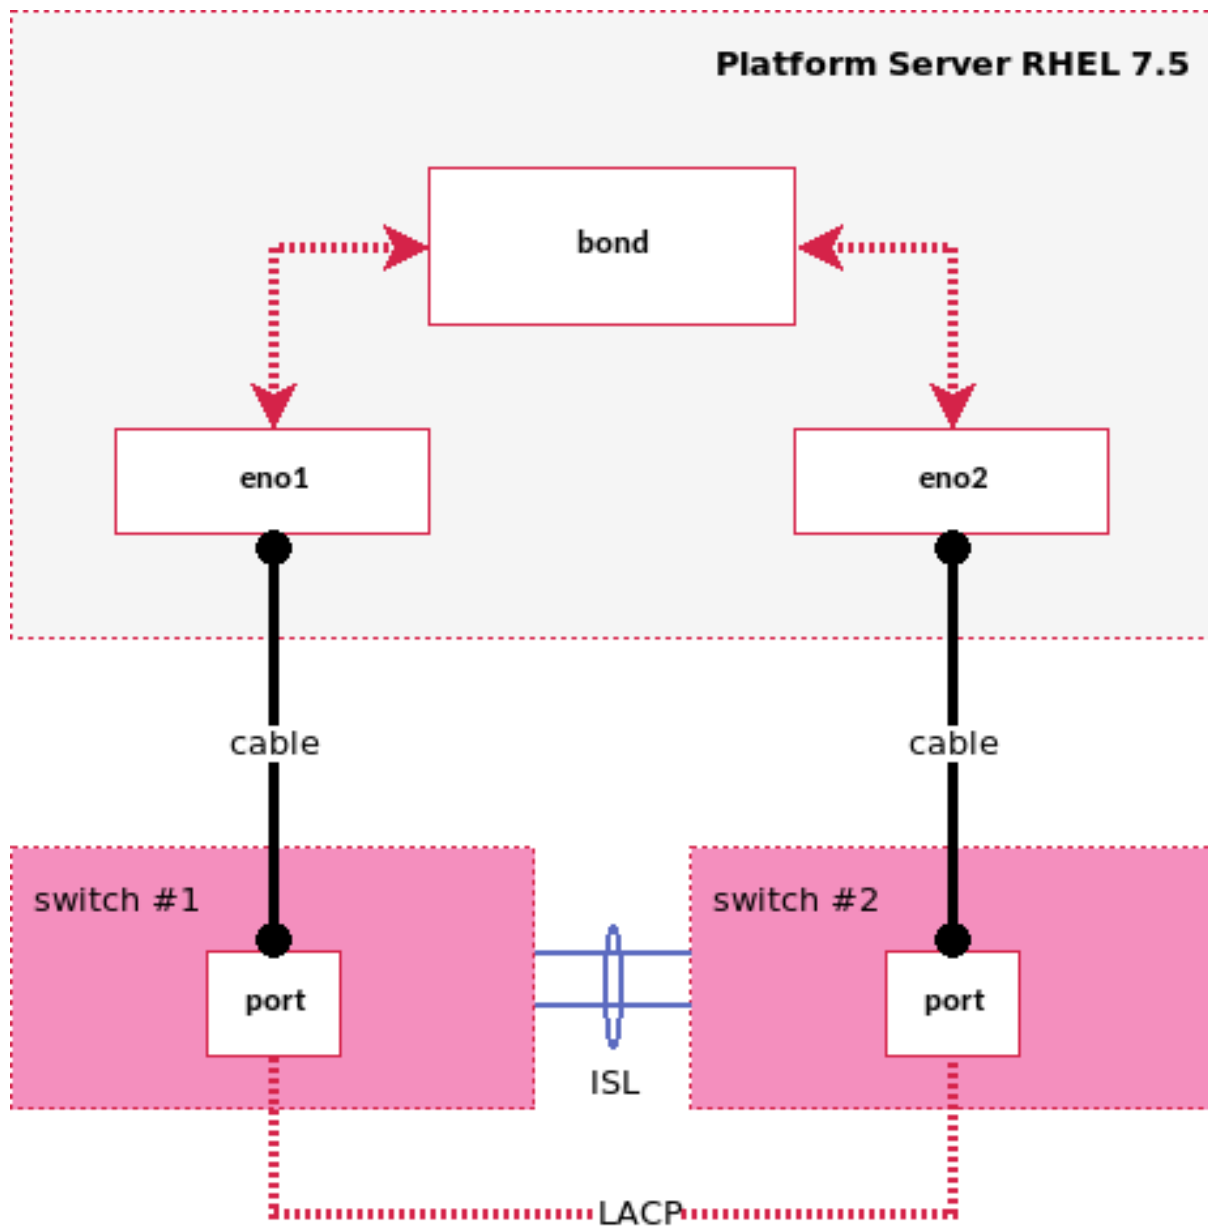 Platform Server RHEL 7.5
bond
eno1
eno2
cable
cable
switch #1
switch #2
port
port
ISL
LACP